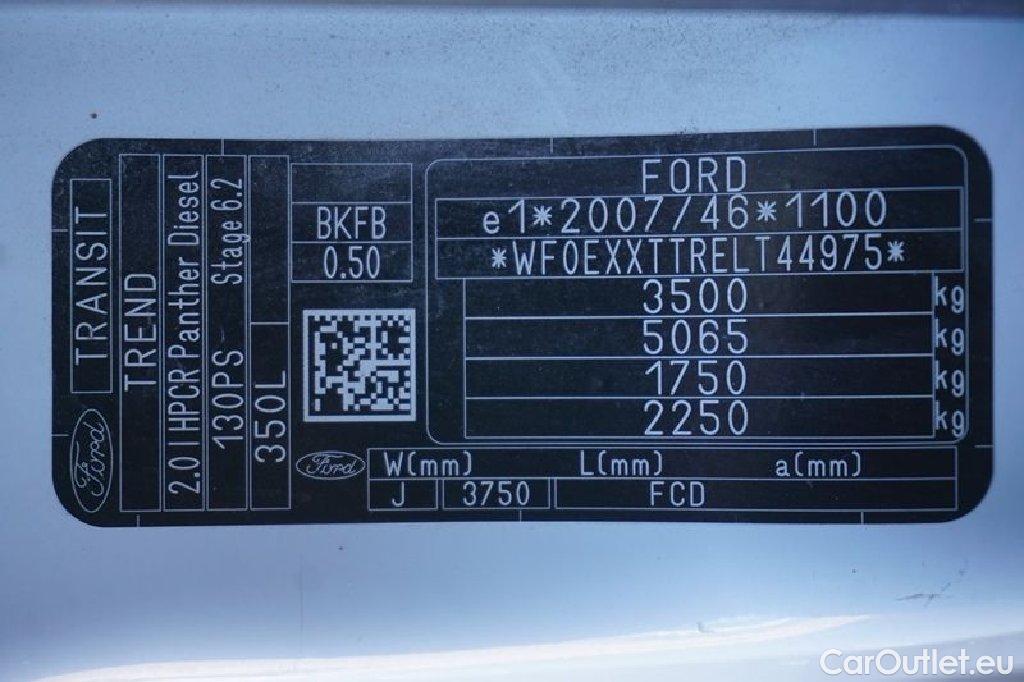 TRANSIT
TREND
2.0 l HPCR Panther Diesel
130PS Stage 6.2
350L
Ford
BKFB
0.50
FORD
e1*2007/46*1100
*WF0EXXTTRELT44975*
3500 kg
5065 kg
1750 kg
2250 kg
Ford
W(mm) L(mm) a(mm)
J 3750 FCD
CarOutlet.eu